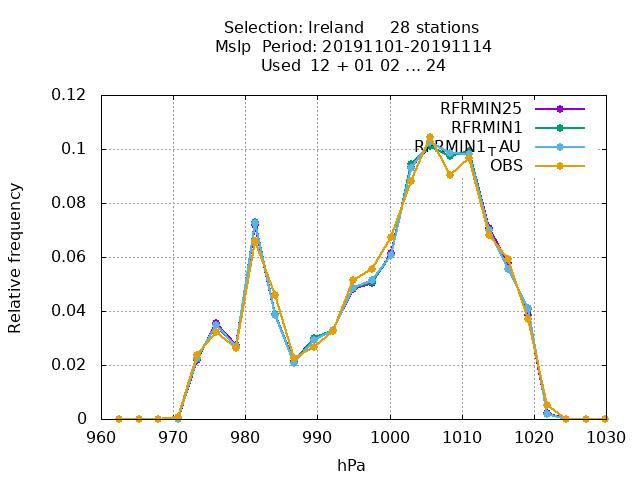 Selection: Ireland 28 stations
Mslp Period: 20191101-20191114
Used 12 + 01 02 ... 24
Relative frequency
0.12
0.1
0.08
0.06
0.04
0.02
0
RFRMIN25
RFRMIN1
RFRMIN1TAU
OBS
960 970 980 990 1000 1010 1020 1030
hPa